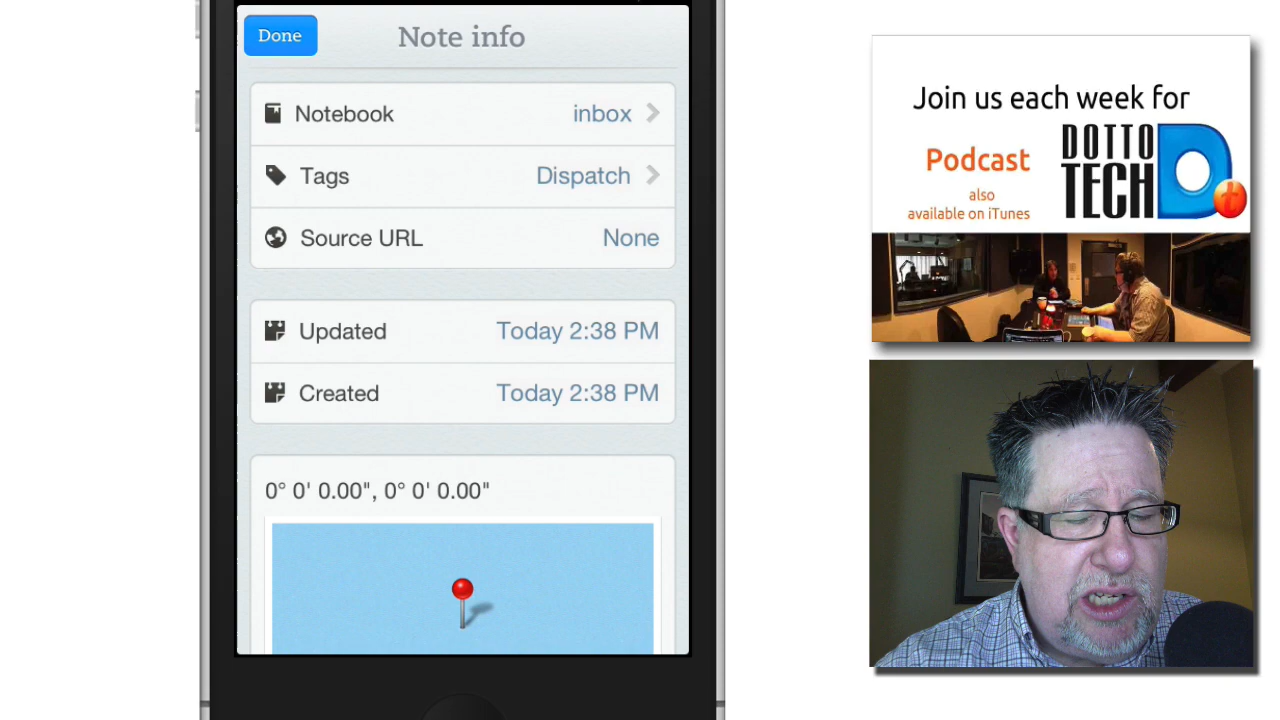 Done
Note info
Notebook inbox
Tags Dispatch
Source URL None
Updated Today 2:38 PM
Created Today 2:38 PM
0° 0' 0.00", 0° 0' 0.00"
Join us each week for
Podcast
also
available on iTunes
DOTTO
TECH
D
t